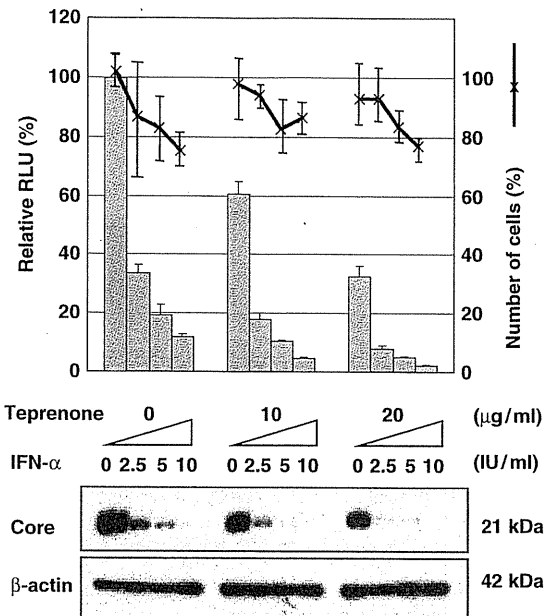 120
100
80
60
40
20
0
Relative RLU (%)
100
80
60
40
20
0
Number of cells (%)
Teprenone 0 10 20 (μg/ml)
IFN-α 0 2.5 5 10 0 2.5 5 10 0 2.5 5 10 (IU/ml)
Core 21 kDa
β-actin 42 kDa